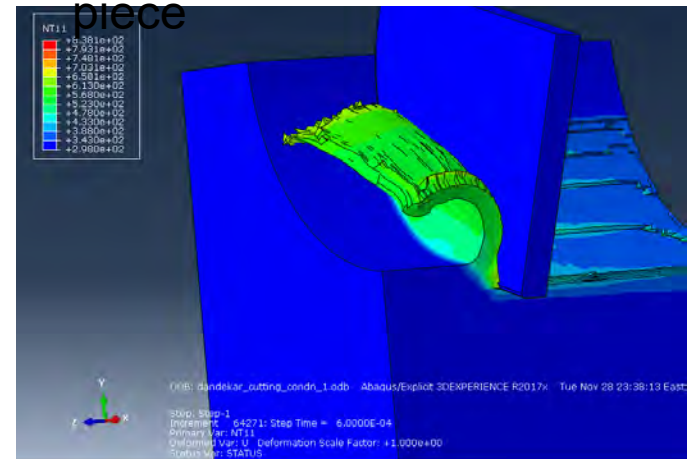 piece
NT11
+8.381e+02
+7.931e+02
+7.481e+02
+7.031e+02
+6.581e+02
+6.130e+02
+5.680e+02
+5.230e+02
+4.780e+02
+4.330e+02
+3.880e+02
+3.430e+02
+2.980e+02
ODB: dandekar_cutting_condn_1.odb Abaqus/Explicit 3DEXPERIENCE R2017x Tue Nov 28 23:38:13 East
Step: Step-1
Increment 64271: Step Time = 6.0000E-04
Primary Var: NT11
Deformed Var: U Deformation Scale Factor: +1.000e+00
Status Var: STATUS
Y
Z
X